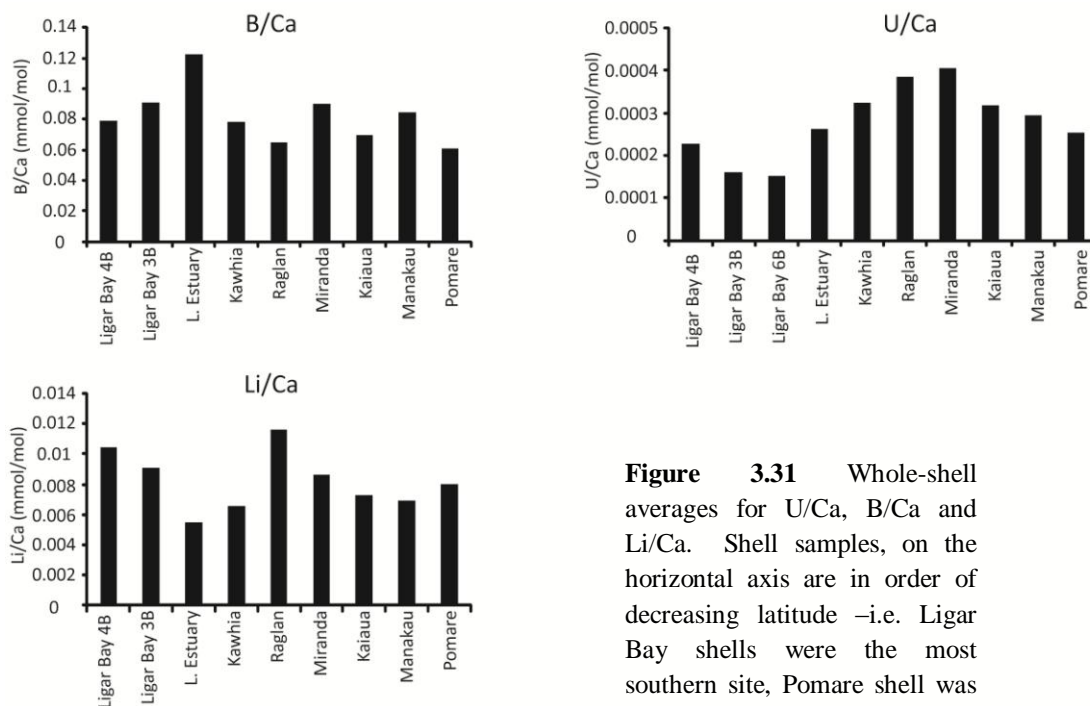 B/Ca
B/Ca (mmol/mol)
0.14
0.12
0.1
0.08
0.06
0.04
0.02
0
Ligar Bay 4B
Ligar Bay 3B
L. Estuary
Kawhia
Raglan
Miranda
Kaiaua
Manakau
Pomare
U/Ca
U/Ca (mmol/mol)
0.0005
0.0004
0.0003
0.0002
0.0001
0
Ligar Bay 4B
Ligar Bay 3B
Ligar Bay 6B
L. Estuary
Kawhia
Raglan
Miranda
Kaiaua
Manakau
Pomare
Li/Ca
Li/Ca (mmol/mol)
0.014
0.012
0.01
0.008
0.006
0.004
0.002
0
Ligar Bay 4B
Ligar Bay 3B
L. Estuary
Kawhia
Raglan
Miranda
Kaiaua
Manakau
Pomare
Figure 3.31 Whole-shell
averages for U/Ca, B/Ca and
Li/Ca. Shell samples, on the
horizontal axis are in order of
decreasing latitude –i.e. Ligar
Bay shells were the most
southern site, Pomare shell was